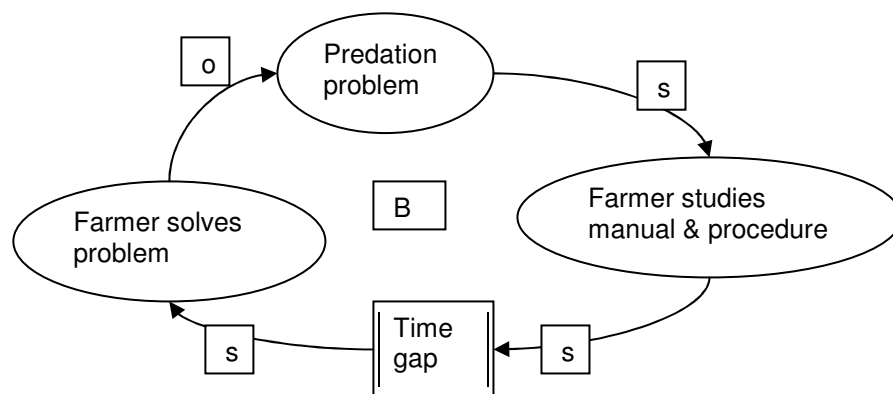 o
Predation
problem
s
Farmer studies
manual & procedure
B
Farmer solves
problem
Time
gap
s
s